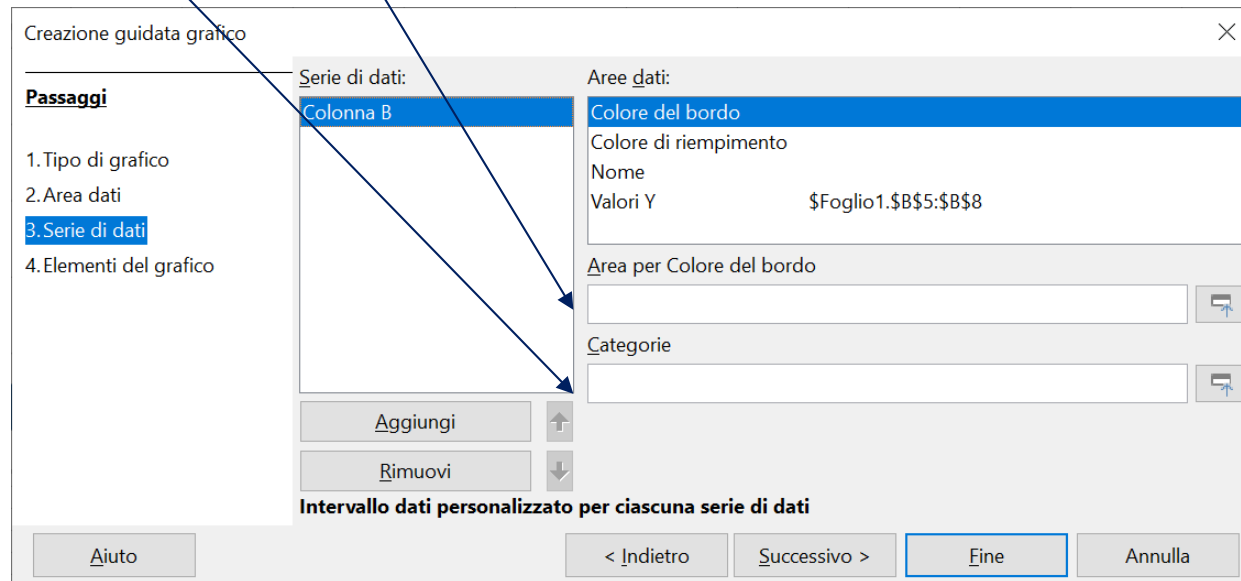 Creazione guidata grafico
Passaggi
1. Tipo di grafico
2. Area dati
3. Serie di dati
4. Elementi del grafico
Serie di dati:
Colonna B
Aggiungi
Rimuovi
Aree dati:
Colore del bordo
Colore di riempimento
Nome
Valori Y $Foglio1.$B$5:$B$8
Area per Colore del bordo
Categorie
Intervallo dati personalizzato per ciascuna serie di dati
Aiuto < Indietro Successivo > Fine Annulla